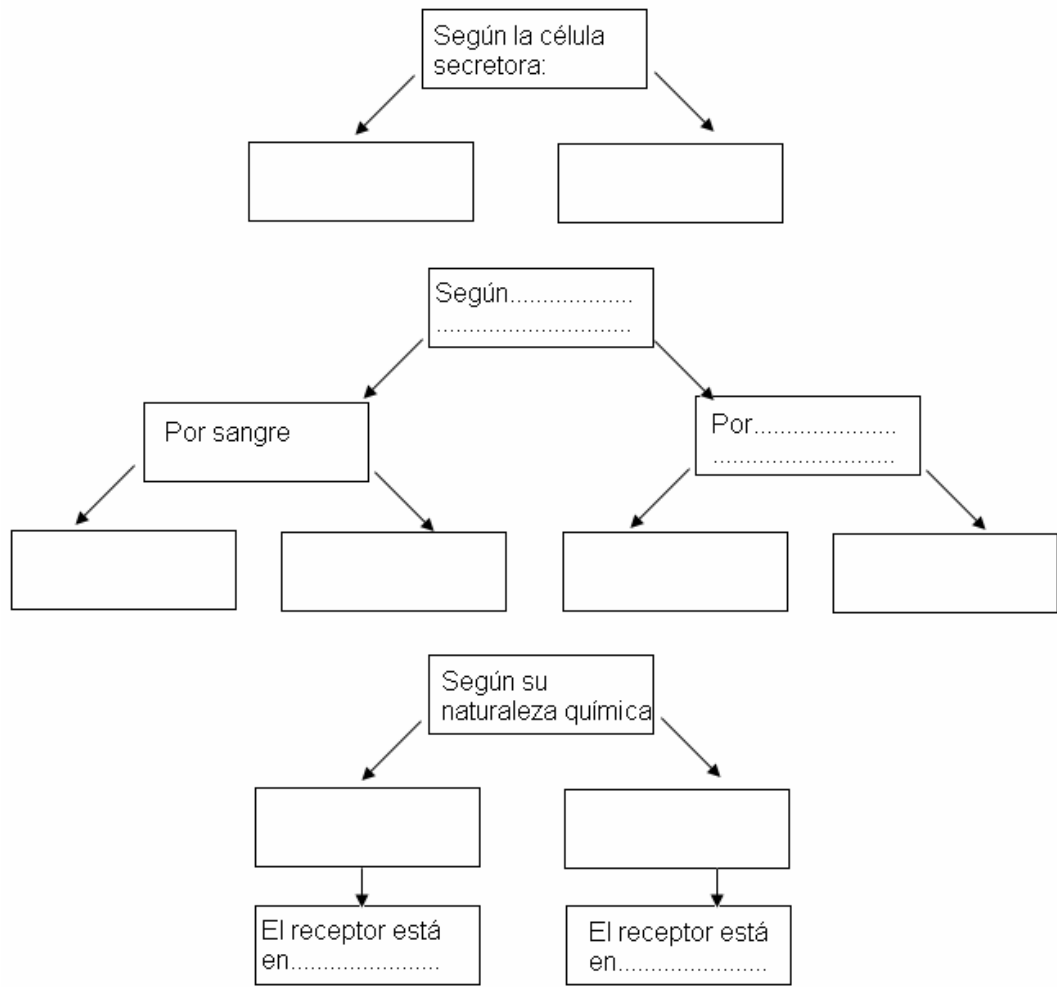 Según la célula
secretora:
Según...................
.............................
Por sangre
Por.....................
...........................
Según su
naturaleza química
El receptor está
en......................
El receptor está
en......................